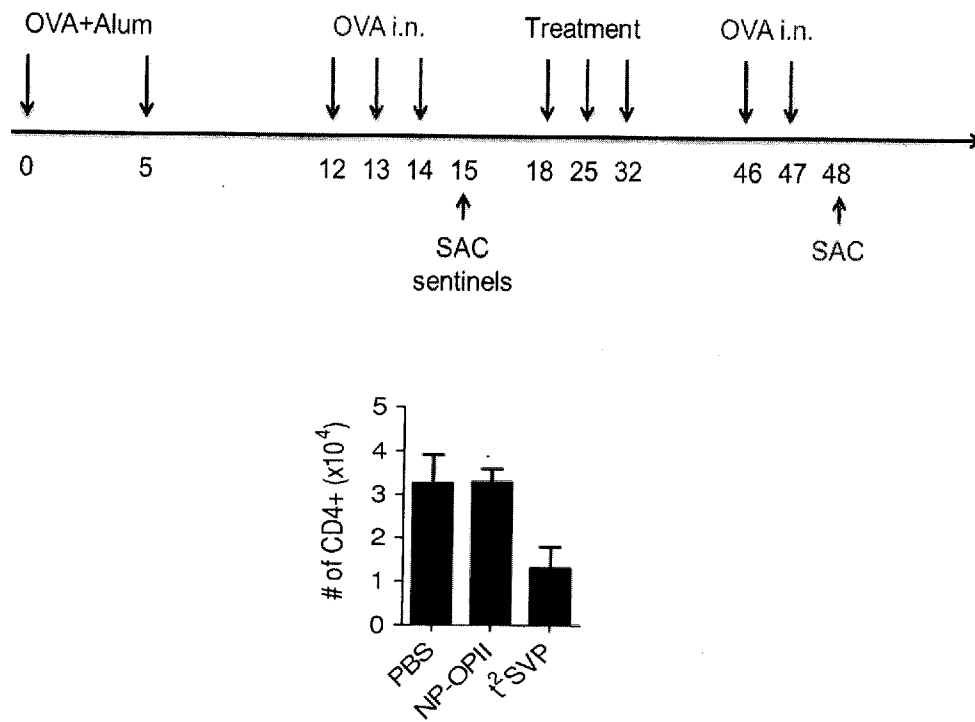 OVA+Alum OVA i.n. Treatment OVA i.n.
0 5 12 13 14 15 18 25 32 46 47 48
SAC
sentinels
SAC
# of CD4+ (x10⁴)
5
4
3
2
1
0
PBS
NP-OPII
t²SVP